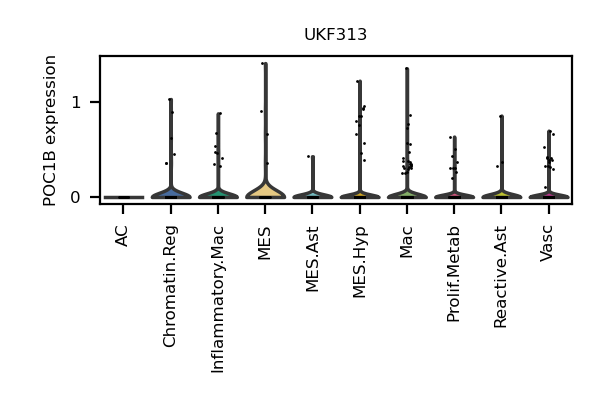 UKF313
POC1B expression
1
0
AC
Chromatin.Reg
Inflammatory.Mac
MES
MES.Ast
MES.Hyp
Mac
Prolif.Metab
Reactive.Ast
Vasc